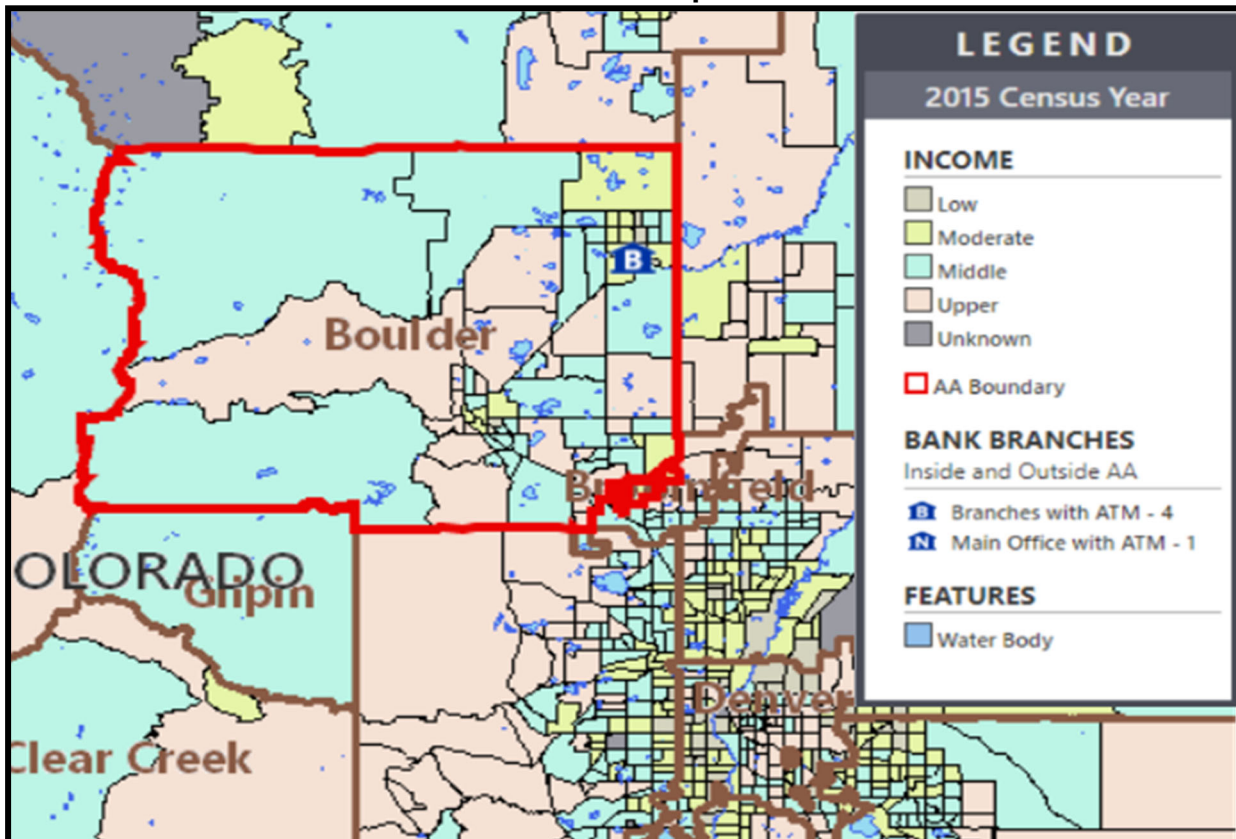 LEGEND
2015 Census Year
INCOME
Low
Moderate
Middle
Upper
Unknown
AA Boundary
BANK BRANCHES
Inside and Outside AA
B Branches with ATM - 4
N Main Office with ATM - 1
FEATURES
Water Body
B
Boulder
OLORADO
Gilpin
Denver
Clear Creek